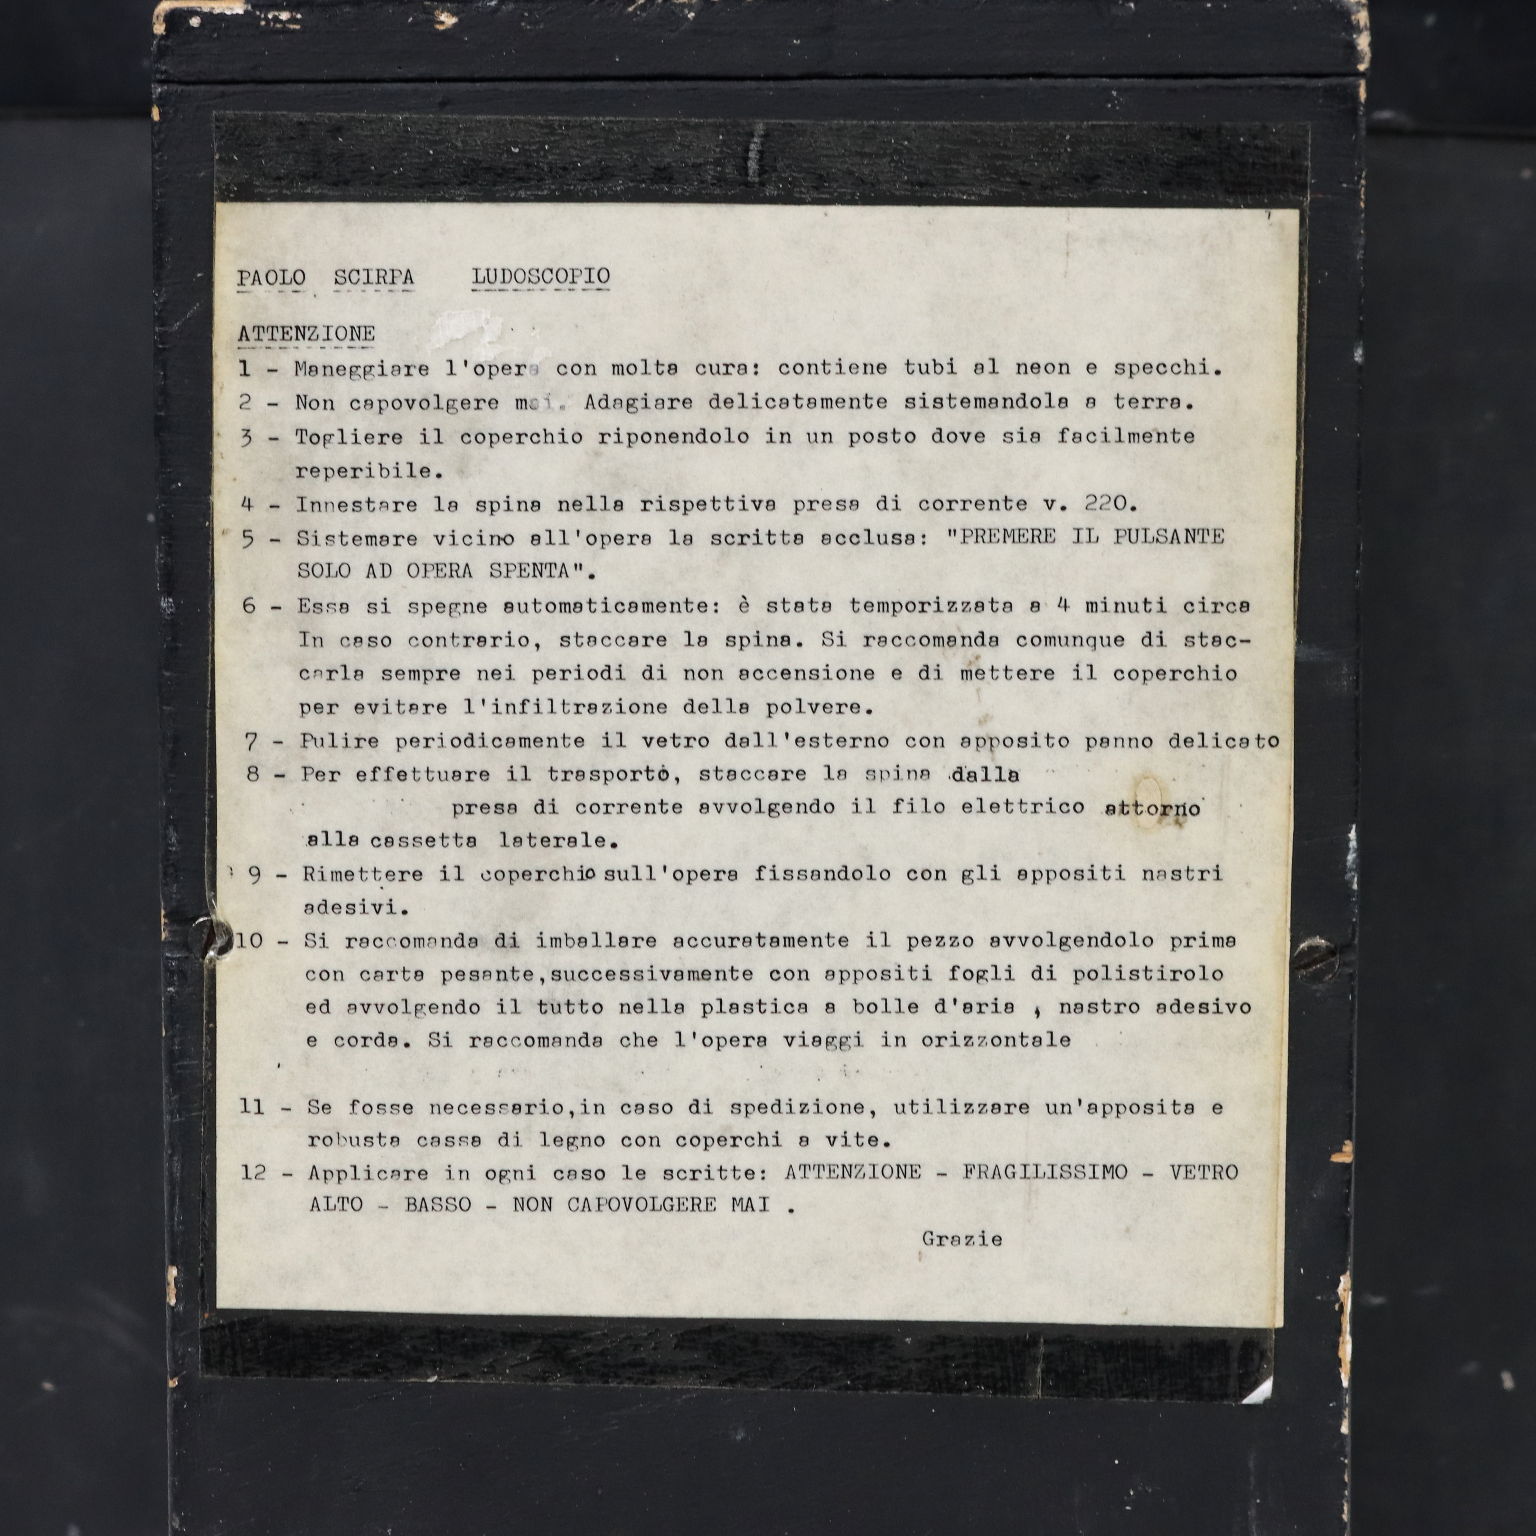 PAOLO SCIRPA LUDOSCOPIO
ATTENZIONE
1 - Maneggiare l'opera con molta cura: contiene tubi al neon e specchi.
2 - Non capovolgere mai. Adagiare delicatamente sistemandola a terra.
3 - Togliere il coperchio riponendolo in un posto dove sia facilmente
reperibile.
4 - Innestare la spina nella rispettiva presa di corrente v. 220.
5 - Sistemare vicino all'opera la scritta acclusa: "PREMERE IL PULSANTE
SOLO AD OPERA SPENTA".
6 - Essa si spegne automaticamente: è stata temporizzata a 4 minuti circa
In caso contrario, staccare la spina. Si raccomanda comunque di stac-
carla sempre nei periodi di non accensione e di mettere il coperchio
per evitare l'infiltrazione della polvere.
7 - Pulire periodicamente il vetro dall'esterno con apposito panno delicato
8 - Per effettuare il trasporto, staccare la spina dalla
presa di corrente avvolgendo il filo elettrico attorno
alla cassetta laterale.
9 - Rimettere il coperchio sull'opera fissandolo con gli appositi nastri
adesivi.
10 - Si raccomanda di imballare accuratamente il pezzo avvolgendolo prima
con carta pesante,successivamente con appositi fogli di polistirolo
ed avvolgendo il tutto nella plastica a bolle d'aria , nastro adesivo
e corda. Si raccomanda che l'opera viaggi in orizzontale
11 - Se fosse necessario,in caso di spedizione, utilizzare un'apposita e
robusta cassa di legno con coperchi a vite.
12 - Applicare in ogni caso le scritte: ATTENZIONE - FRAGILISSIMO - VETRO
ALTO - BASSO - NON CAPOVOLGERE MAI .
Grazie